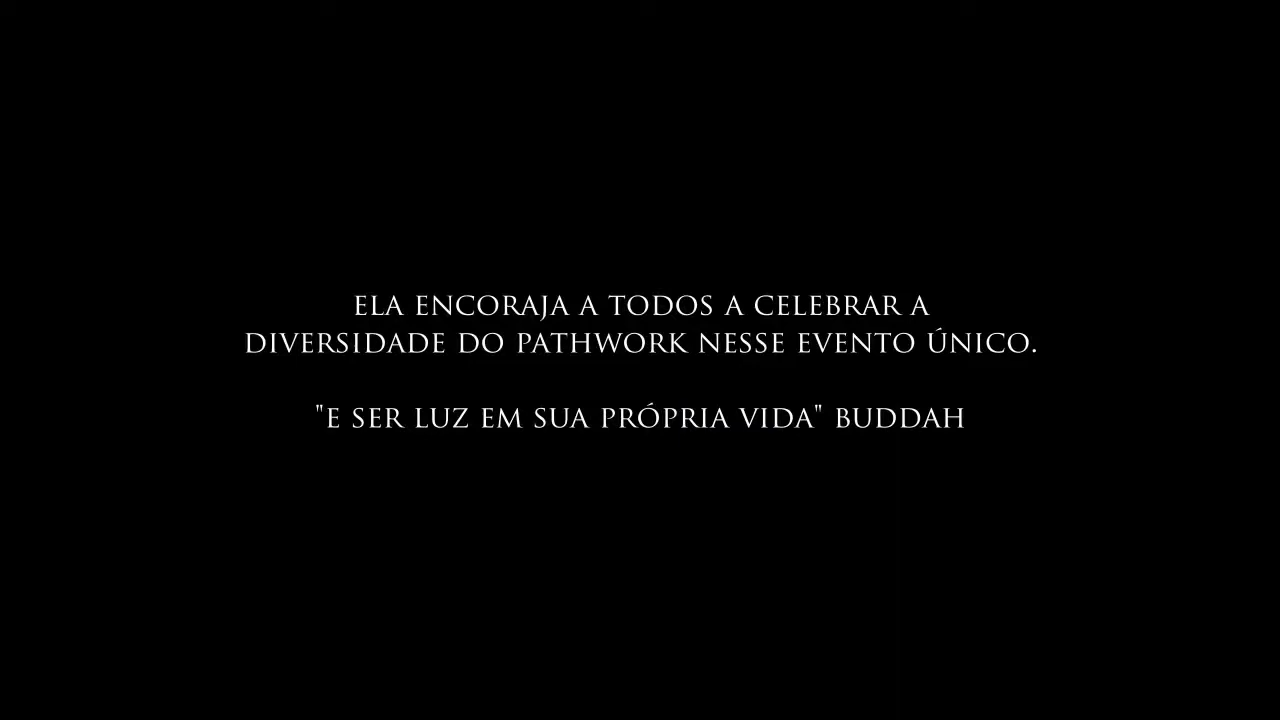 ELA ENCORAJA A TODOS A CELEBRAR A
DIVERSIDADE DO PATHWORK NESSE EVENTO ÚNICO.
"E SER LUZ EM SUA PRÓPRIA VIDA" BUDDAH